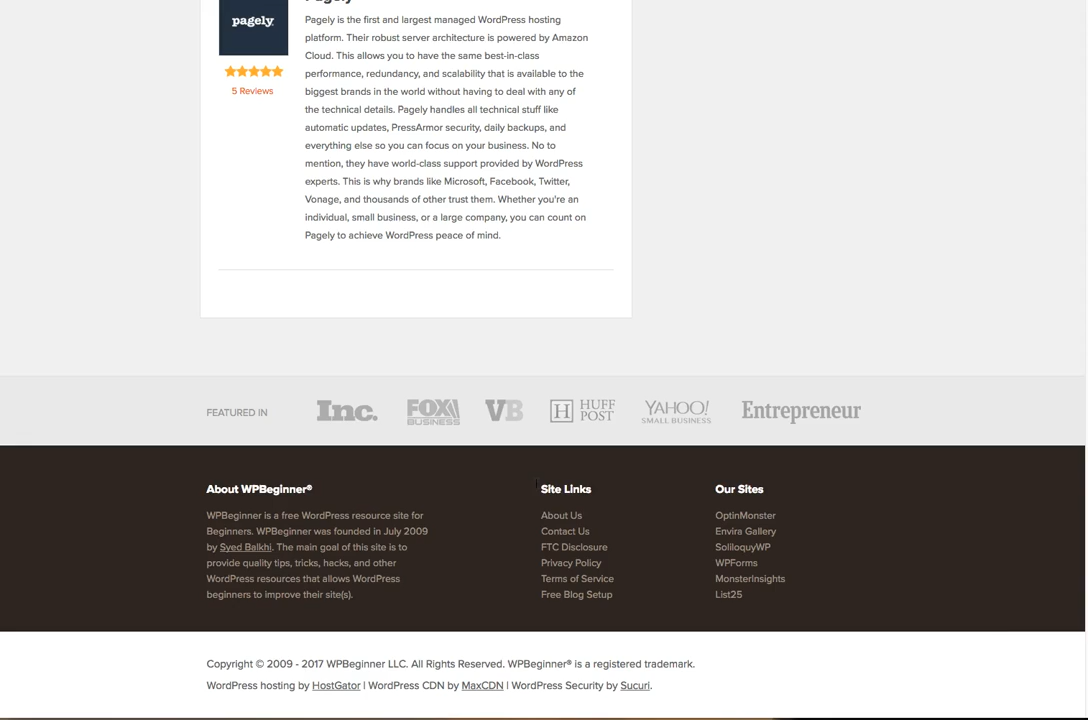 Pagely
pagely
Pagely is the first and largest managed WordPress hosting
platform. Their robust server architecture is powered by Amazon
Cloud. This allows you to have the same best-in-class
performance, redundancy, and scalability that is available to the
biggest brands in the world without having to deal with any of
the technical details. Pagely handles all technical stuff like
automatic updates, PressArmor security, daily backups, and
everything else so you can focus on your business. No to
mention, they have world-class support provided by WordPress
experts. This is why brands like Microsoft, Facebook, Twitter,
Vonage, and thousands of other trust them. Whether you're an
individual, small business, or a large company, you can count on
Pagely to achieve WordPress peace of mind.
5 Reviews
FEATURED IN
Inc.
FOX BUSINESS
VB
H HUFF POST
YAHOO! SMALL BUSINESS
Entrepreneur
About WPBeginner®
WPBeginner is a free WordPress resource site for
Beginners. WPBeginner was founded in July 2009
by Syed Balkhi. The main goal of this site is to
provide quality tips, tricks, hacks, and other
WordPress resources that allows WordPress
beginners to improve their site(s).
Site Links
About Us
Contact Us
FTC Disclosure
Privacy Policy
Terms of Service
Free Blog Setup
Our Sites
OptinMonster
Envira Gallery
SoliloquyWP
WPForms
MonsterInsights
List25
Copyright © 2009 - 2017 WPBeginner LLC. All Rights Reserved. WPBeginner® is a registered trademark.
WordPress hosting by HostGator | WordPress CDN by MaxCDN | WordPress Security by Sucuri.